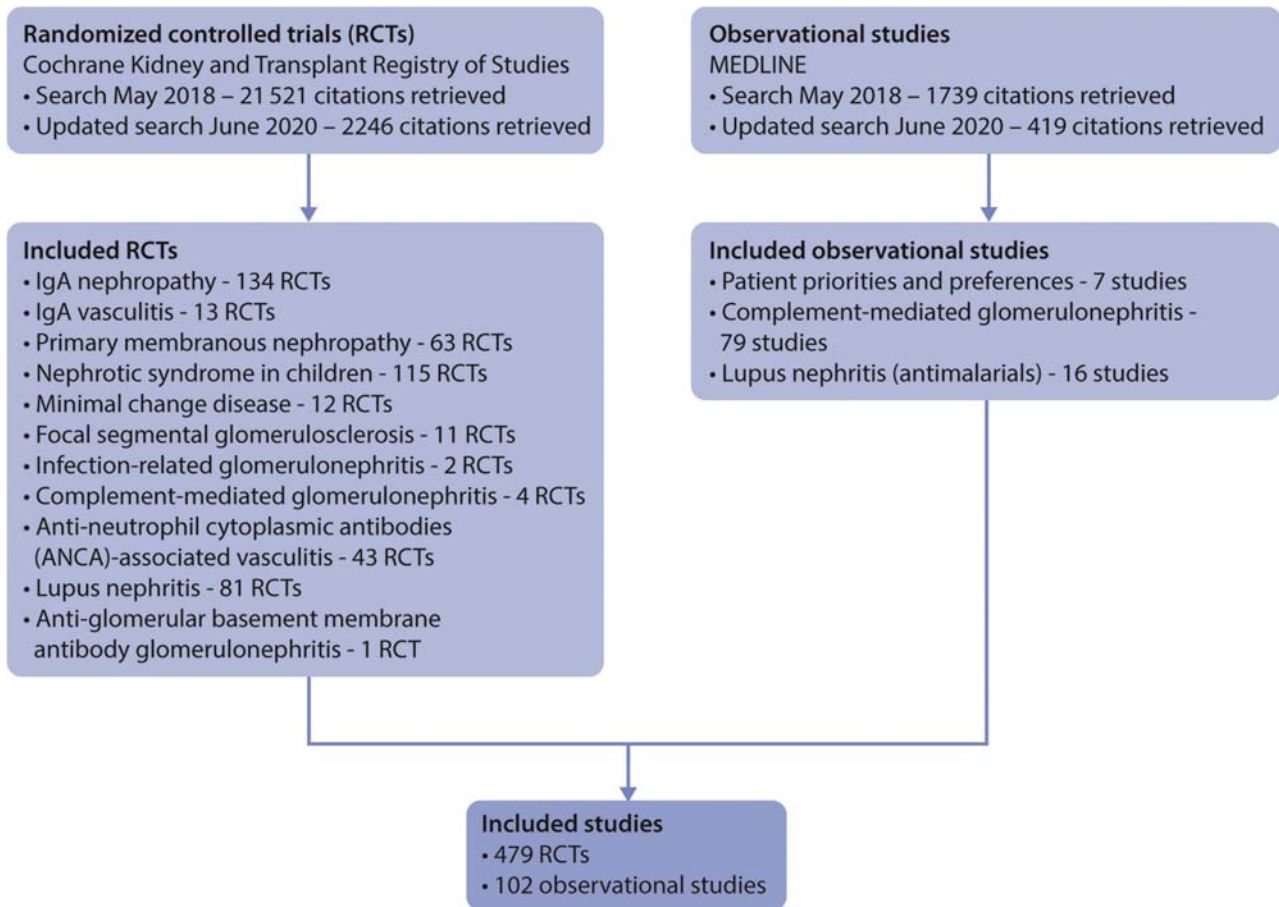 Randomized controlled trials (RCTs)
Cochrane Kidney and Transplant Registry of Studies
• Search May 2018 – 21 521 citations retrieved
• Updated search June 2020 – 2246 citations retrieved
Observational studies
MEDLINE
• Search May 2018 – 1739 citations retrieved
• Updated search June 2020 – 419 citations retrieved
Included RCTs
• IgA nephropathy - 134 RCTs
• IgA vasculitis - 13 RCTs
• Primary membranous nephropathy - 63 RCTs
• Nephrotic syndrome in children - 115 RCTs
• Minimal change disease - 12 RCTs
• Focal segmental glomerulosclerosis - 11 RCTs
• Infection-related glomerulonephritis - 2 RCTs
• Complement-mediated glomerulonephritis - 4 RCTs
• Anti-neutrophil cytoplasmic antibodies
(ANCA)-associated vasculitis - 43 RCTs
• Lupus nephritis - 81 RCTs
• Anti-glomerular basement membrane
antibody glomerulonephritis - 1 RCT
Included observational studies
• Patient priorities and preferences - 7 studies
• Complement-mediated glomerulonephritis -
79 studies
• Lupus nephritis (antimalarials) - 16 studies
Included studies
• 479 RCTs
• 102 observational studies